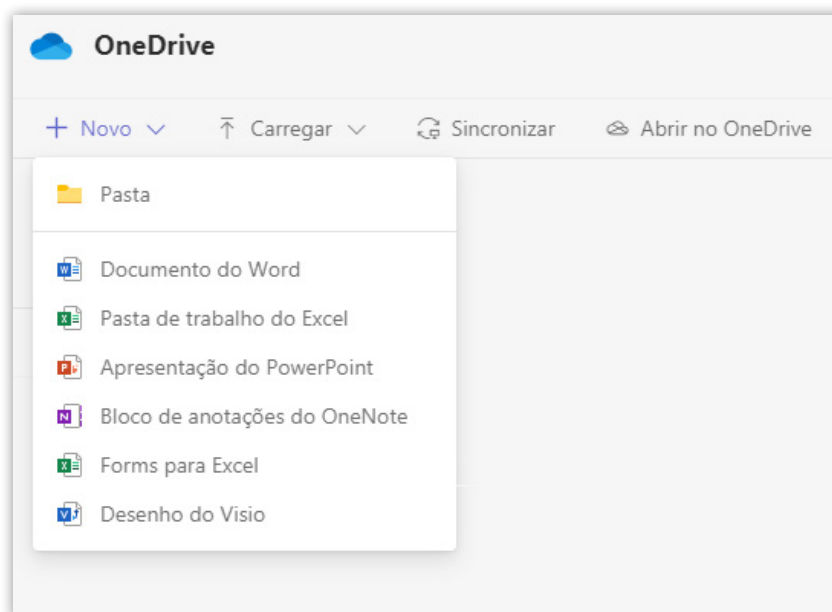 OneDrive
Novo Carregar Sincronizar Abrir no OneDrive
Pasta
Documento do Word
Pasta de trabalho do Excel
Apresentação do PowerPoint
Bloco de anotações do OneNote
Forms para Excel
Desenho do Visio